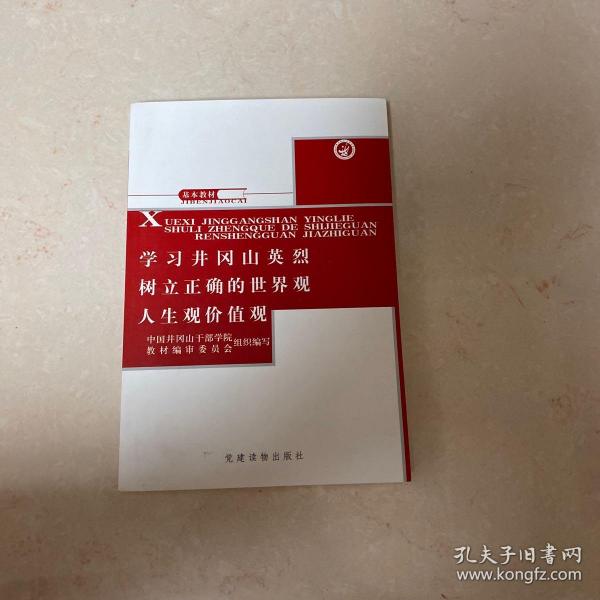 基本教材
JIBENJIAOCAI
XUEXI JINGGANGSHAN YINGLIE
SHULI ZHENGQUE DE SHIJIEGUAN
RENSHENGGUAN JIAZHIGUAN
学习井冈山英烈
树立正确的世界观
人生观价值观
中国井冈山干部学院
教材编审委员会
组织编写
党建读物出版社
孔夫子旧书网
www.kongfz.com